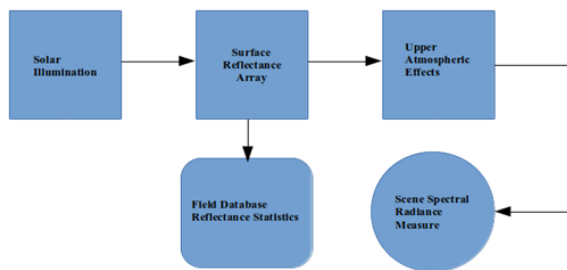 Solar
Illumination
Surface
Reflectance
Array
Upper
Atmospheric
Effects
Field Database
Reflectance Statistics
Scene Spectral
Radiance
Measure